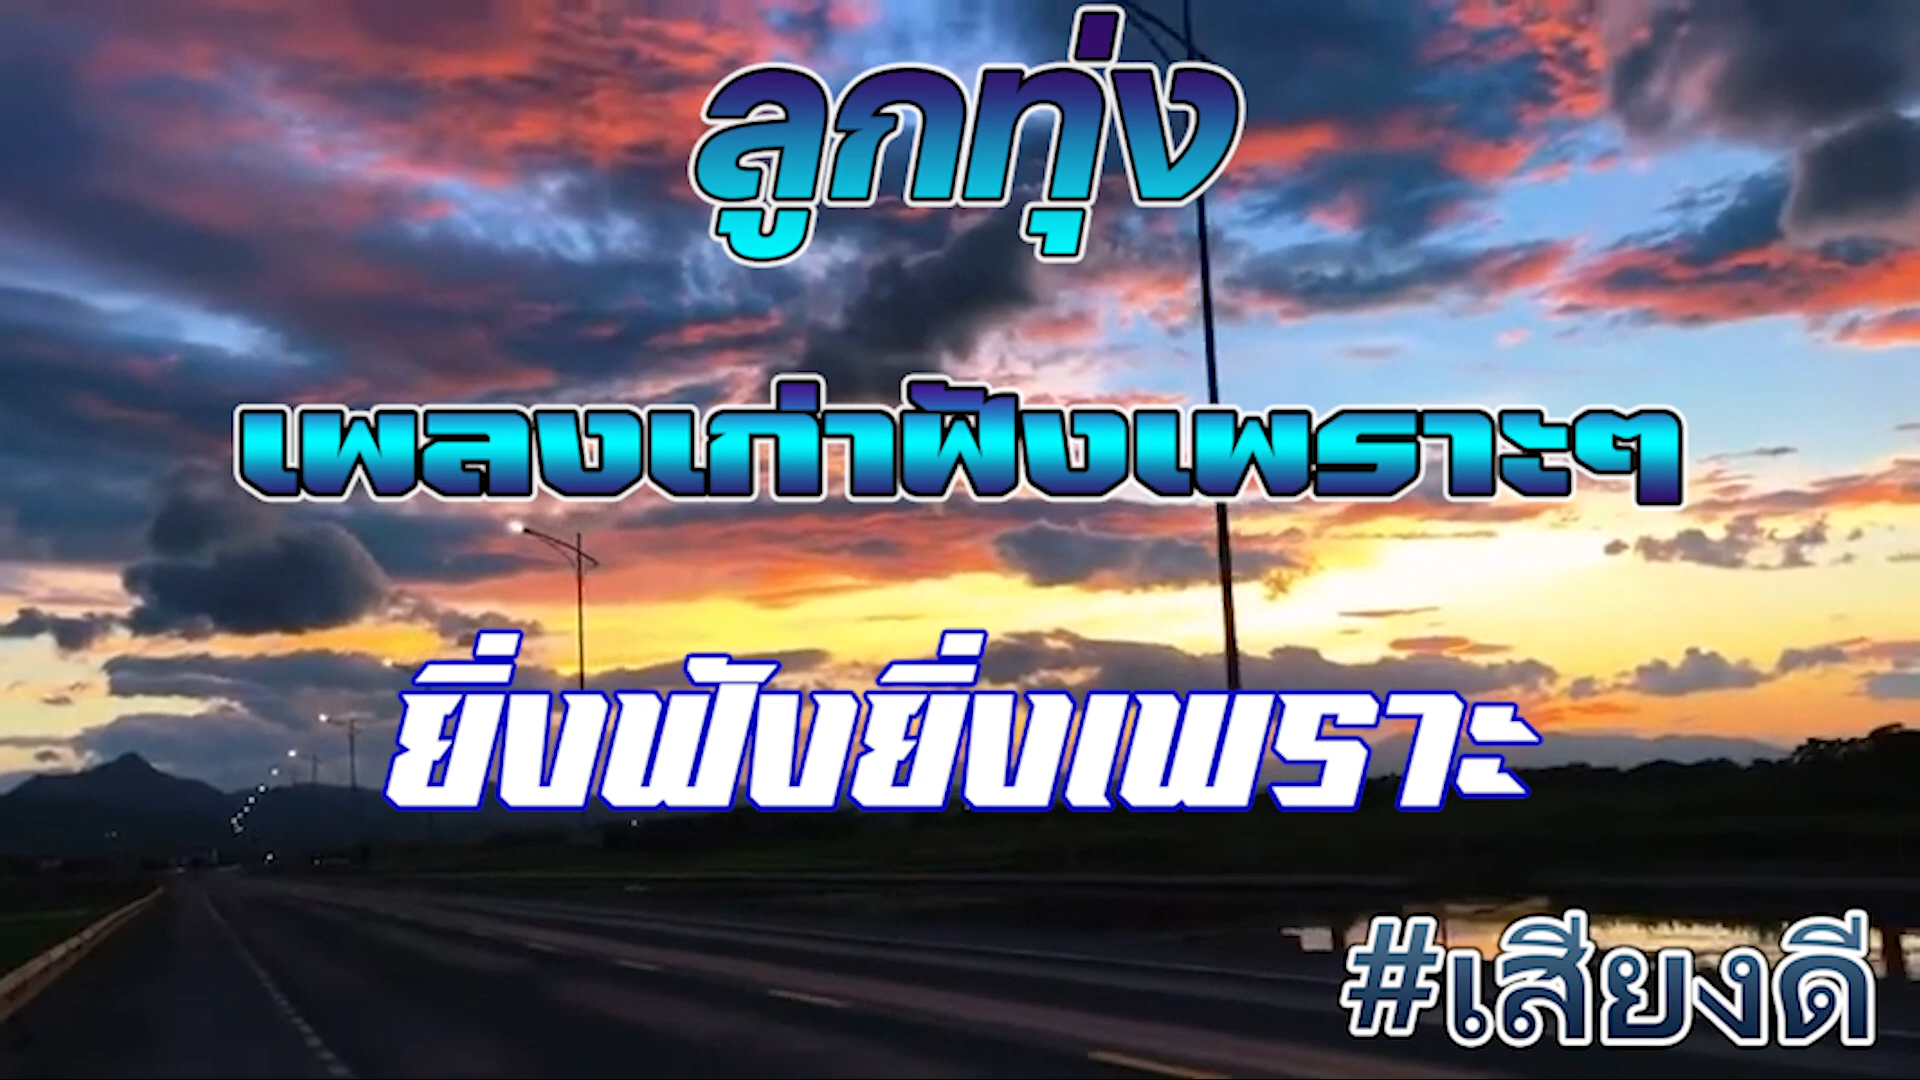 ลูกทุ่ง
เพลงเก่าฟังเพราะๆ
ยิ่งฟังยิ่งเพราะ
#เสียงดี